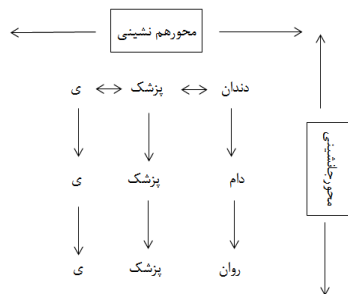 محورهم نشینی
دندان پزشک ی
محورجانشینی
دام پزشک ی
روان پزشک ی